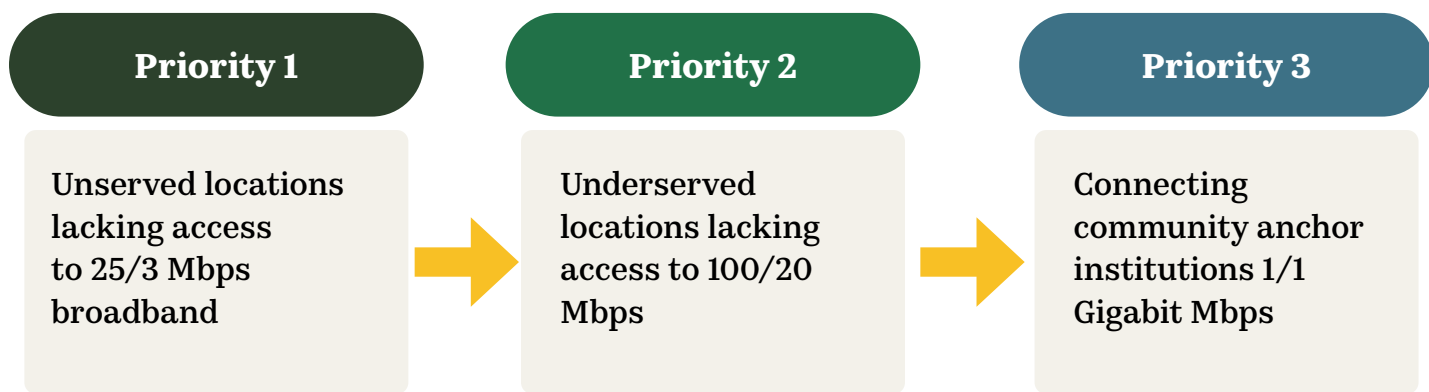 Priority 1
Unserved locations
lacking access
to 25/3 Mbps
broadband
Priority 2
Underserved
locations lacking
access to 100/20
Mbps
Priority 3
Connecting
community anchor
institutions 1/1
Gigabit Mbps